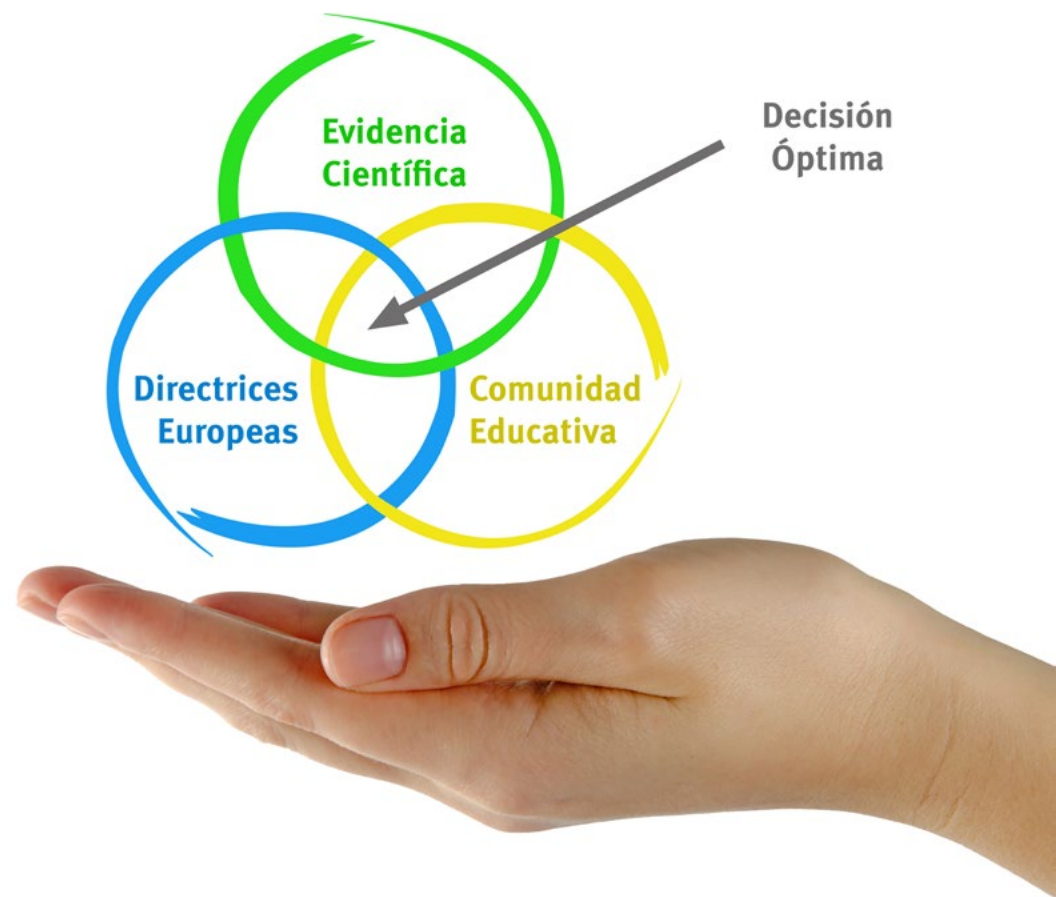 Evidencia
Científica
Decisión
Óptima
Directrices
Europeas
Comunidad
Educativa